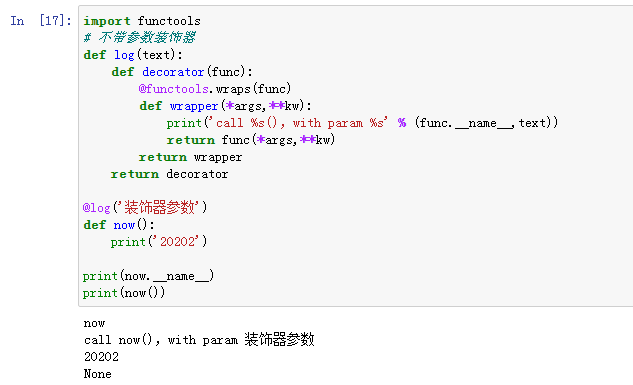 In [17]: import functools
# 不带参数装饰器
def log(text):
    def decorator(func):
        @functools.wraps(func)
        def wrapper(*args,**kw):
            print('call %s(), with param %s' % (func.__name__,text))
            return func(*args,**kw)
        return wrapper
    return decorator

@log('装饰器参数')
def now():
    print('20202')

print(now.__name__)
print(now())
now
call now(), with param 装饰器参数
20202
None